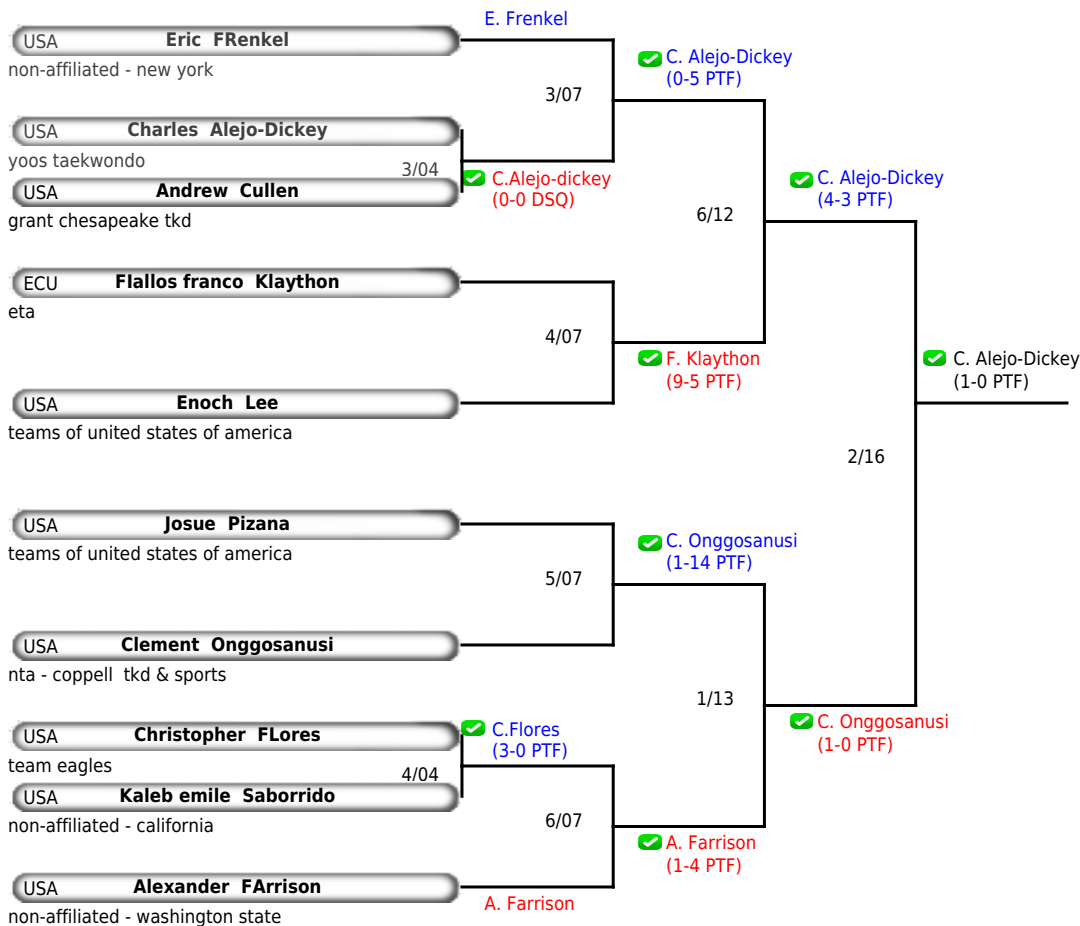 E. Frenkel
USA Eric FRenkel
non-affiliated - new york
C. Alejo-Dickey
(0-5 PTF)
3/07
USA Charles Alejo-Dickey
yoos taekwondo
3/04
C.Alejo-dickey
(0-0 DSQ)
USA Andrew Cullen
grant chesapeake tkd
C. Alejo-Dickey
(4-3 PTF)
6/12
ECU FIallos franco Klaython
eta
4/07
F. Klaython
(9-5 PTF)
C. Alejo-Dickey
(1-0 PTF)
USA Enoch Lee
teams of united states of america
2/16
USA Josue Pizana
teams of united states of america
C. Onggosanusi
(1-14 PTF)
5/07
USA Clement Onggosanusi
nta - coppell tkd & sports
1/13
C. Onggosanusi
(1-0 PTF)
USA Christopher FLores
team eagles
C.Flores
(3-0 PTF)
4/04
USA Kaleb emile Saborrido
non-affiliated - california
6/07
A. Farrison
(1-4 PTF)
USA Alexander FArrison
non-affiliated - washington state
A. Farrison